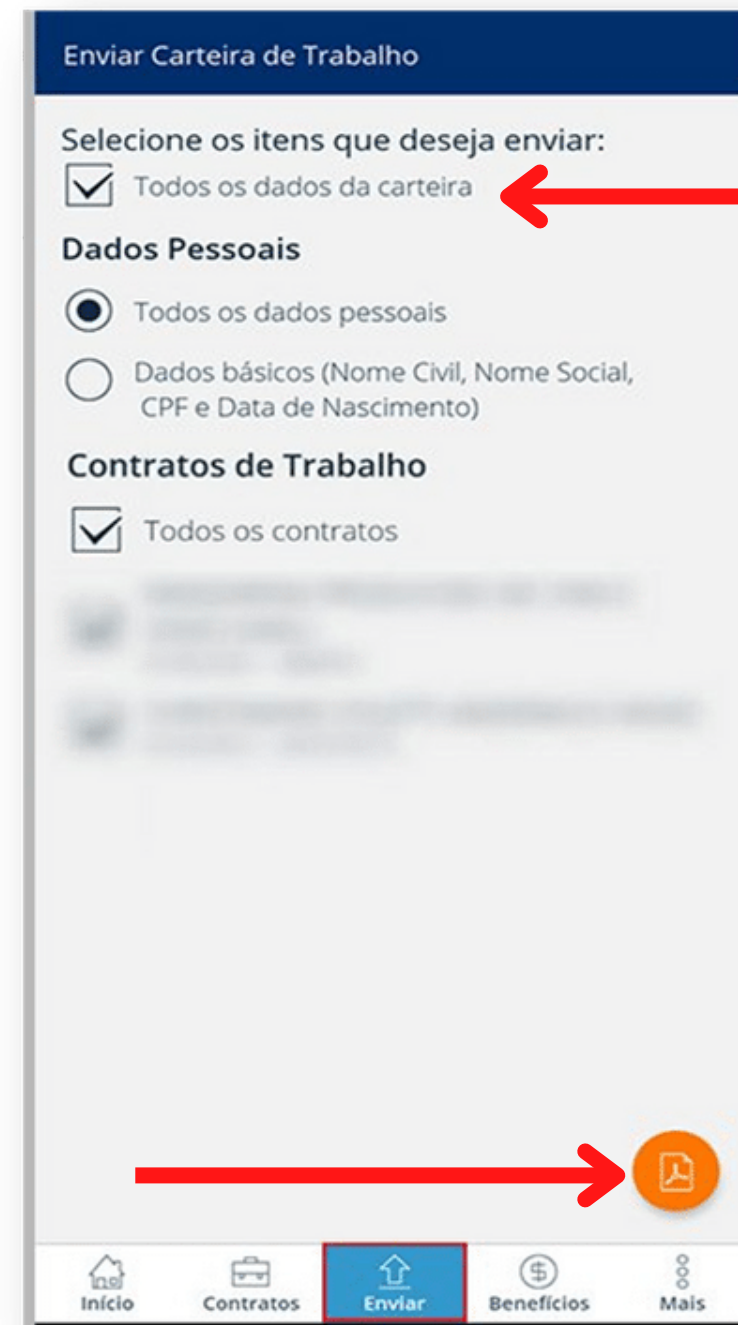 Enviar Carteira de Trabalho
Selecione os itens que deseja enviar:
Todos os dados da carteira
Dados Pessoais
Todos os dados pessoais
Dados básicos (Nome Civil, Nome Social,
CPF e Data de Nascimento)
Contratos de Trabalho
Todos os contratos
Início
Contratos
Enviar
Benefícios
Mais